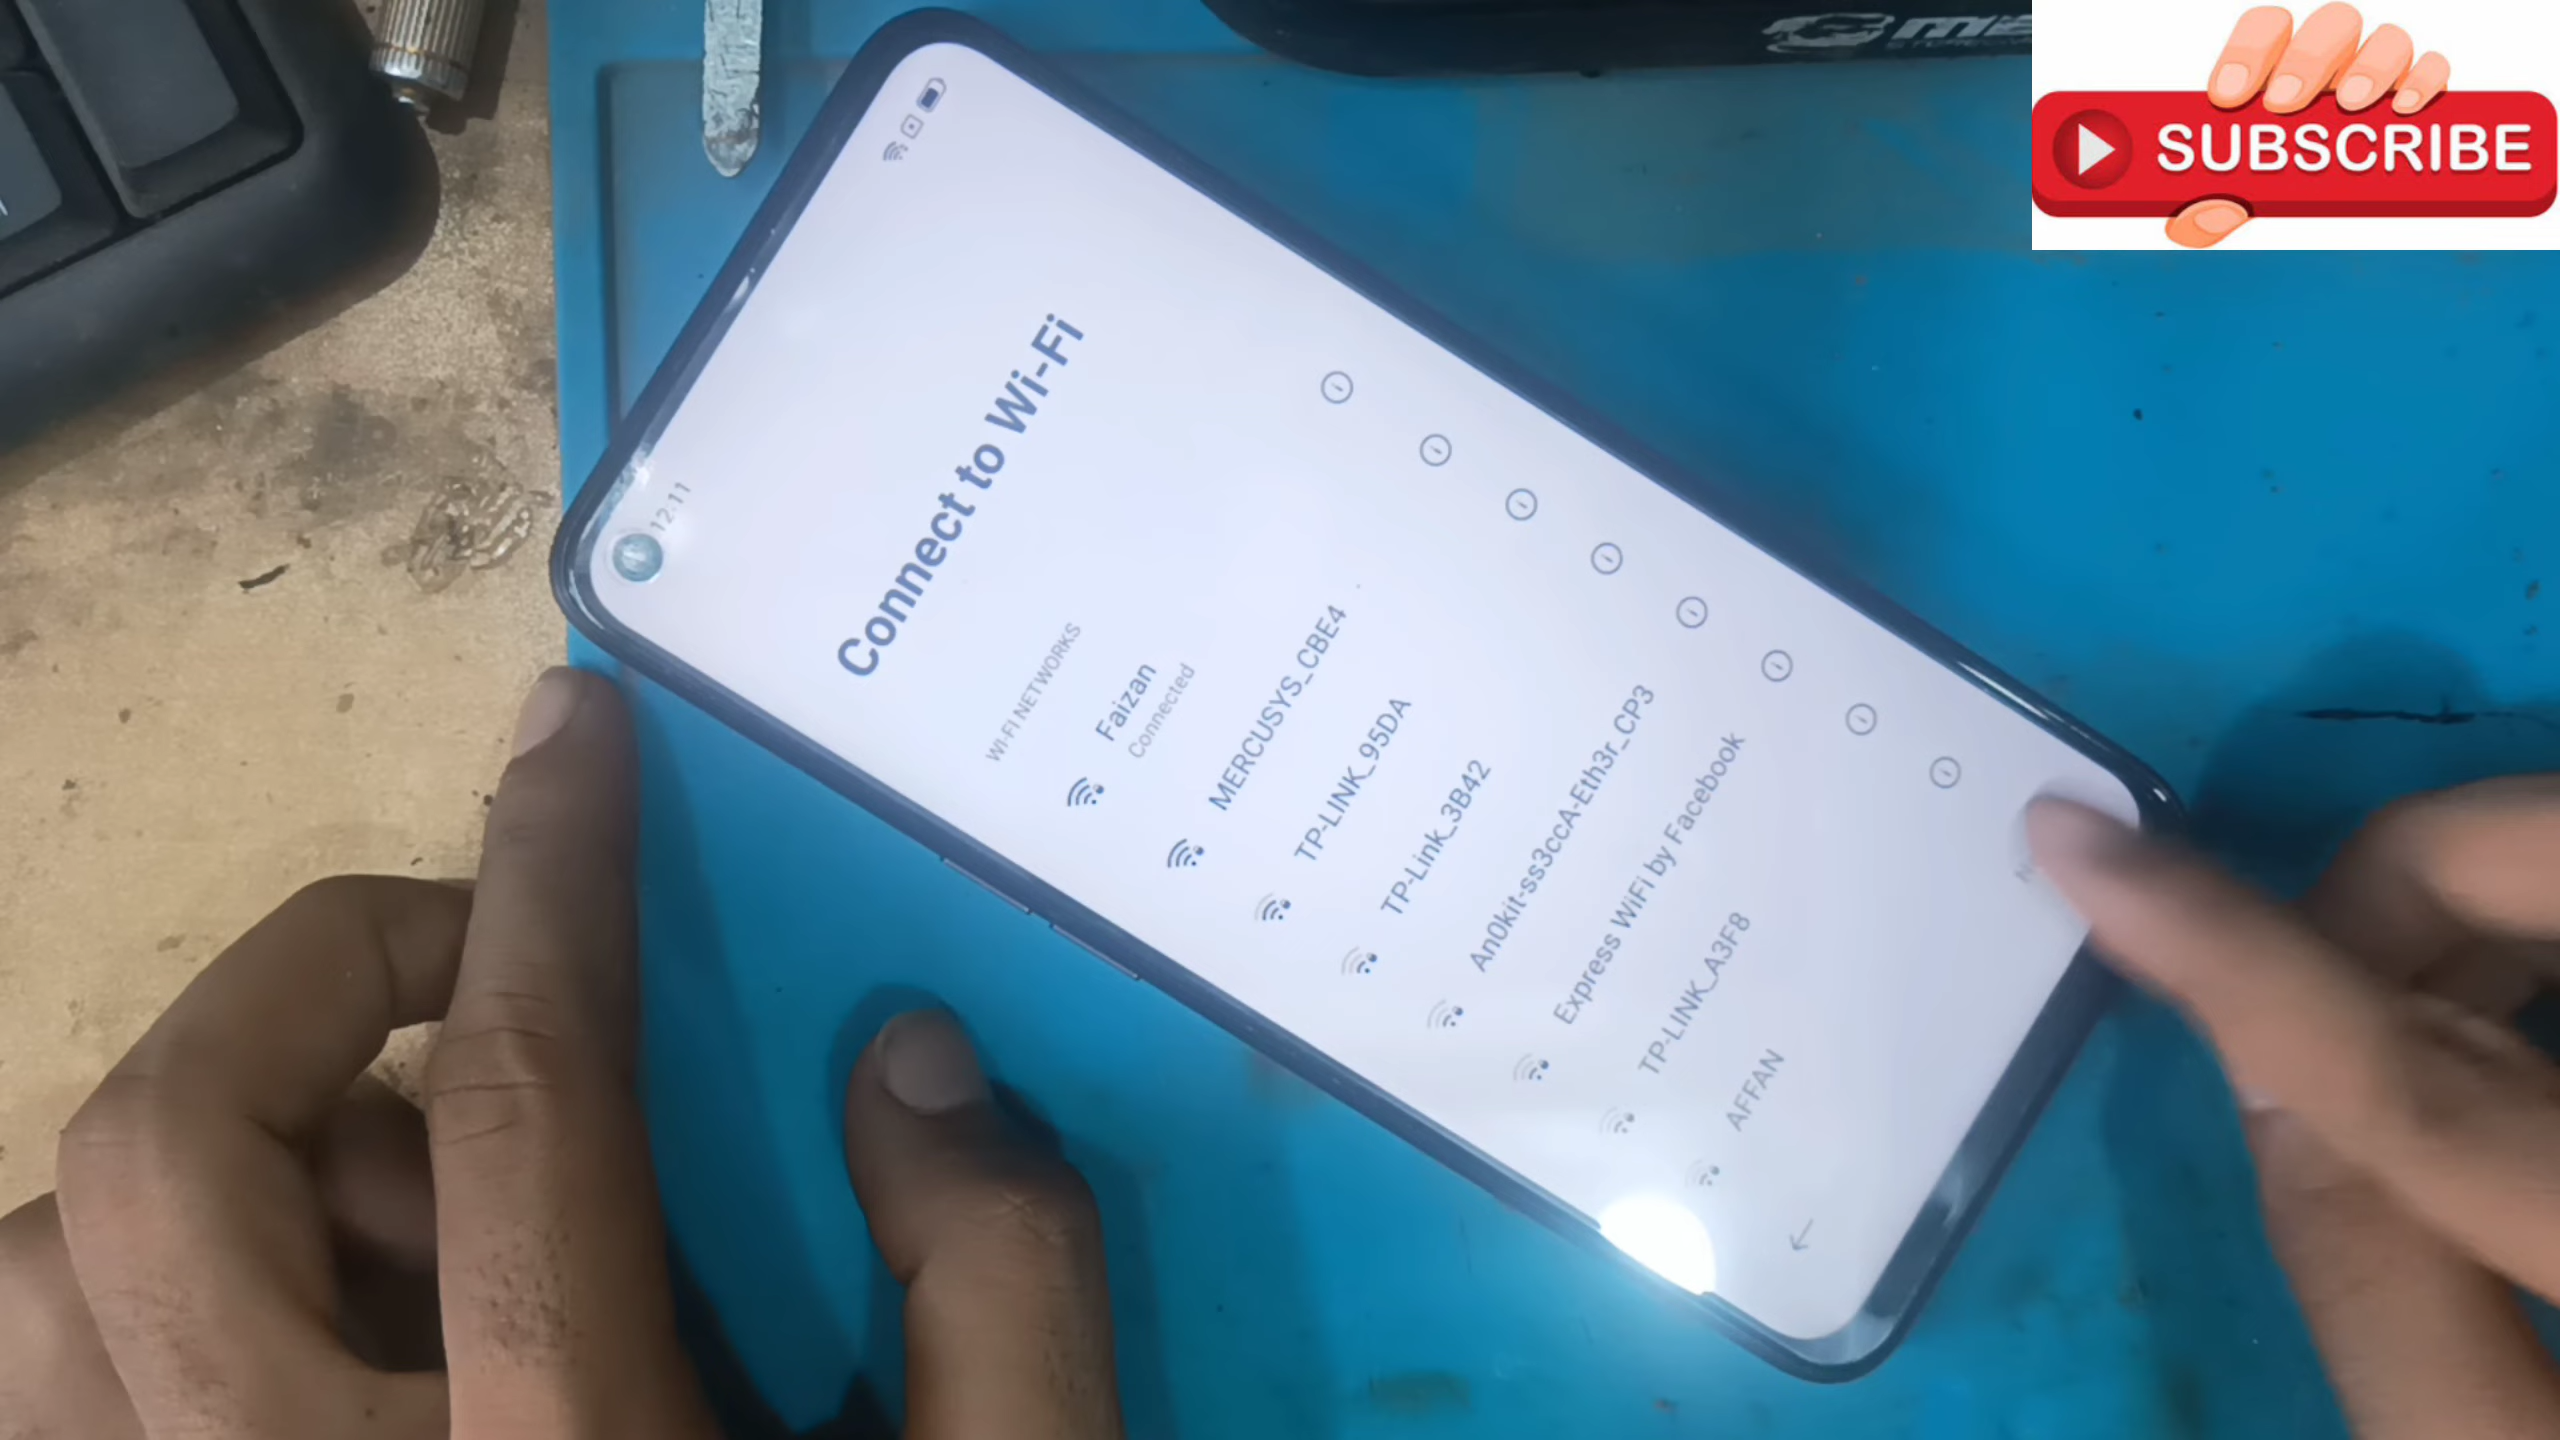 SUBSCRIBE
12:11
Connect to Wi-Fi
WI-FI NETWORKS
Faizan
Connected
MERCUSYS_CBE4
TP-LINK_95DA
TP-Link_3B42
An0kit-ss3ccA-Eth3r_CP3
Express WiFi by Facebook
TP-LINK_A3F8
AFFAN